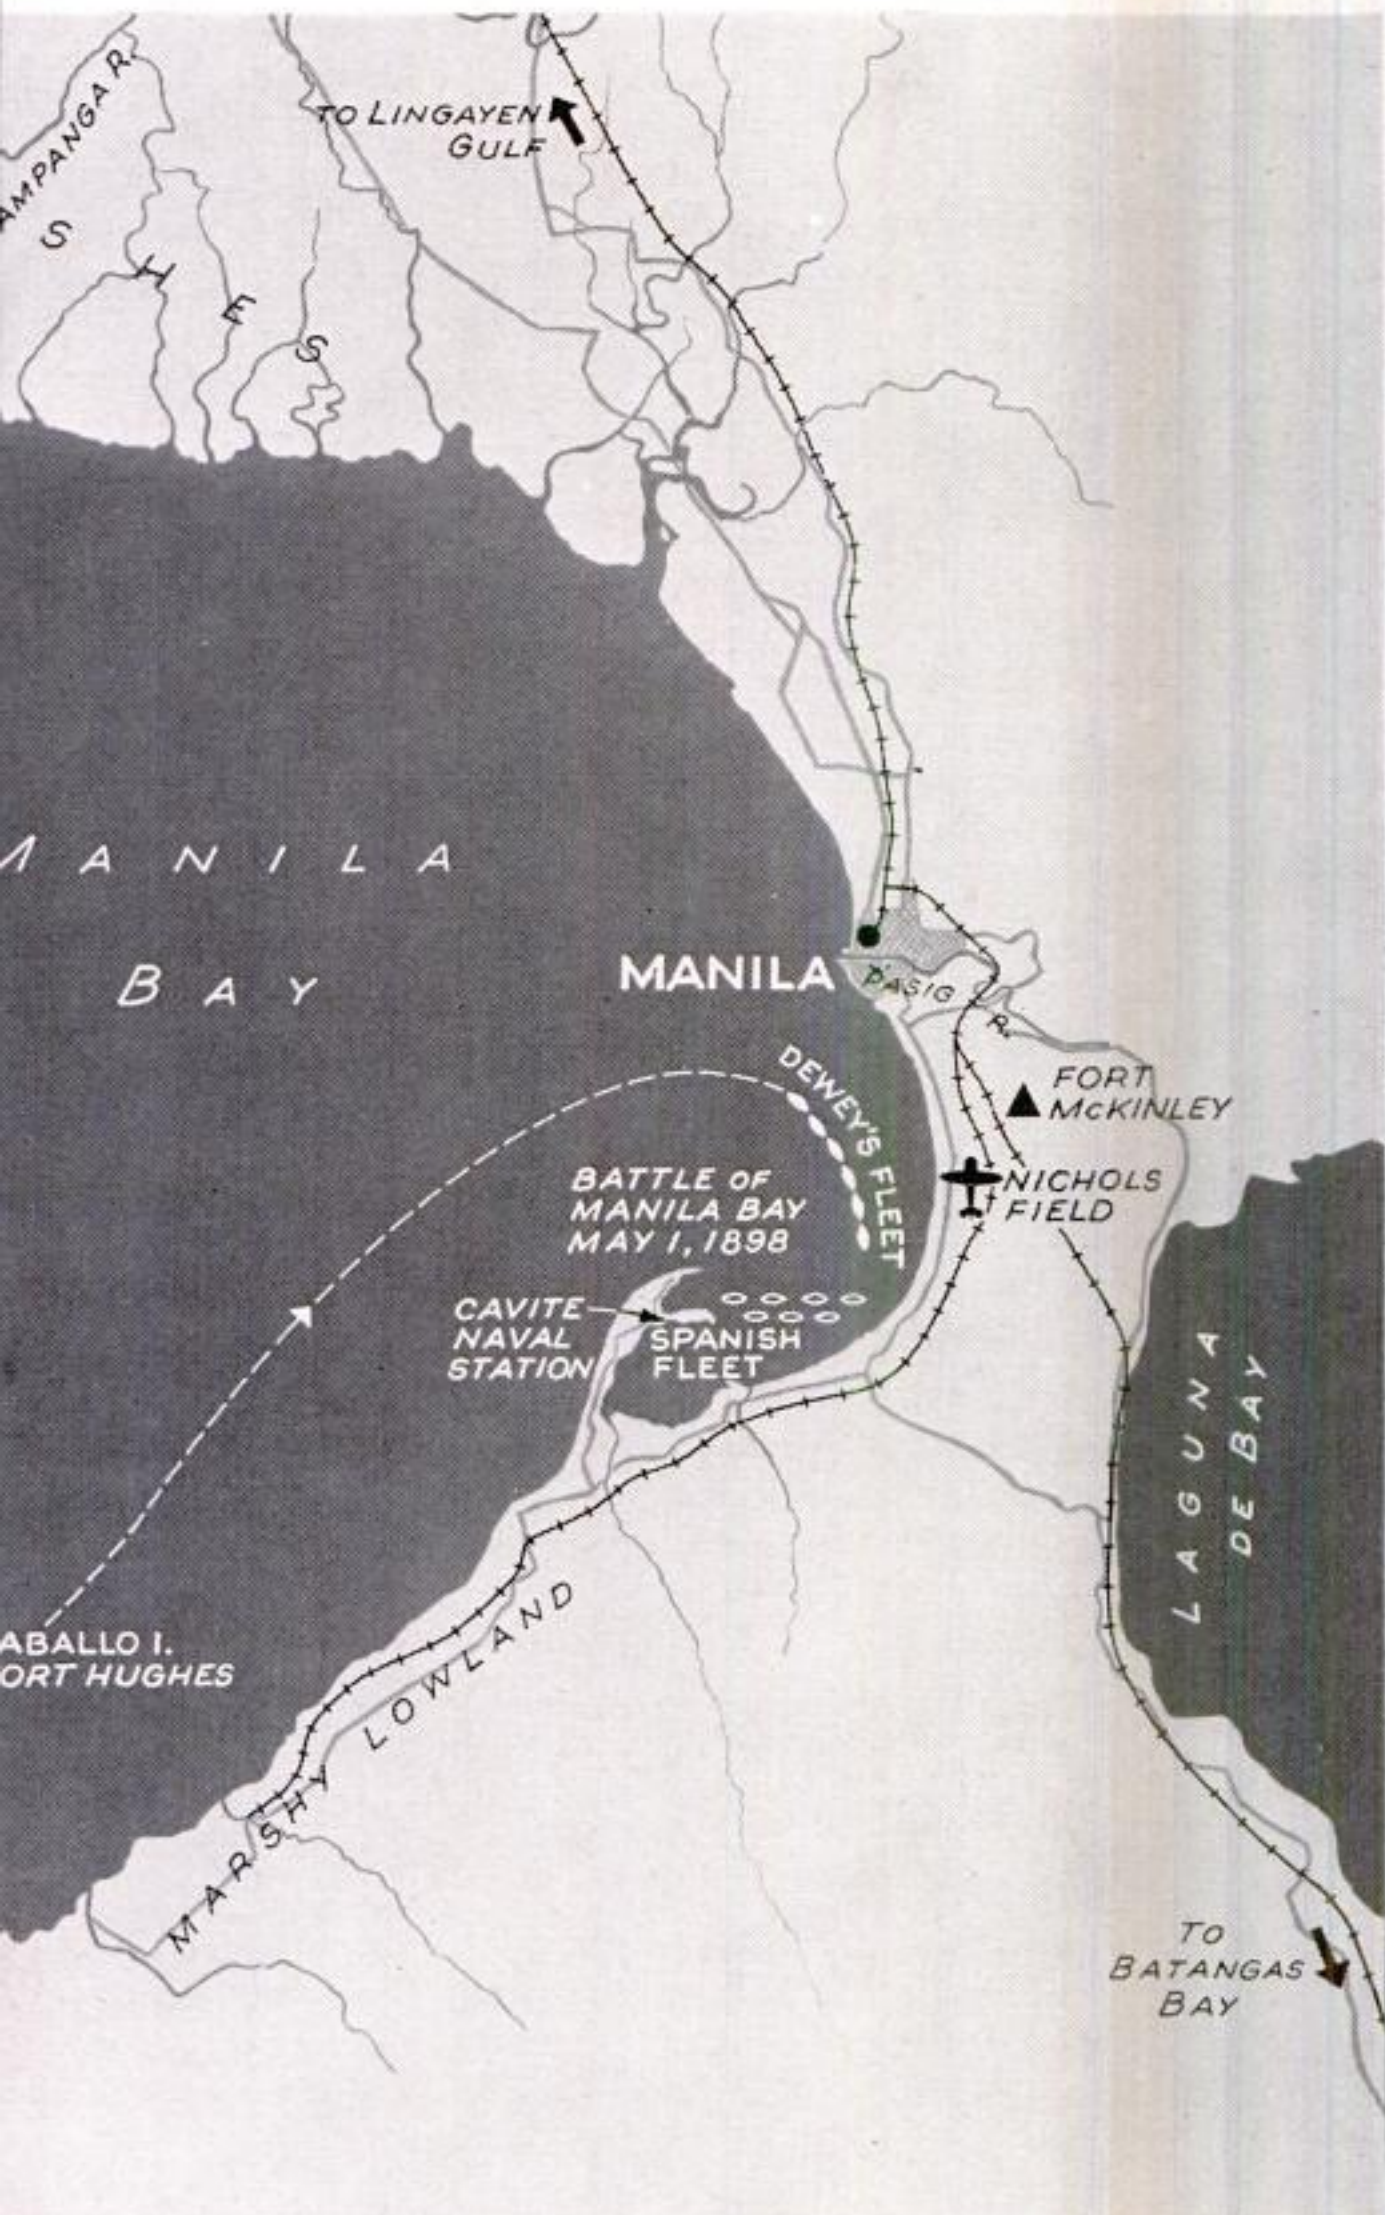 AMPANGA R.
TO LINGAYEN
GULF
S H E S
MANILA
BAY
MANILA
PASIG R.
DEWEY'S FLEET
FORT
McKINLEY
BATTLE OF
MANILA BAY
MAY 1, 1898
NICHOLS
FIELD
CAVITE
NAVAL
STATION
SPANISH
FLEET
LAGUNA
DE BAY
ABALLO I.
ORT HUGHES
MARSHY LOWLAND
TO
BATANGAS
BAY